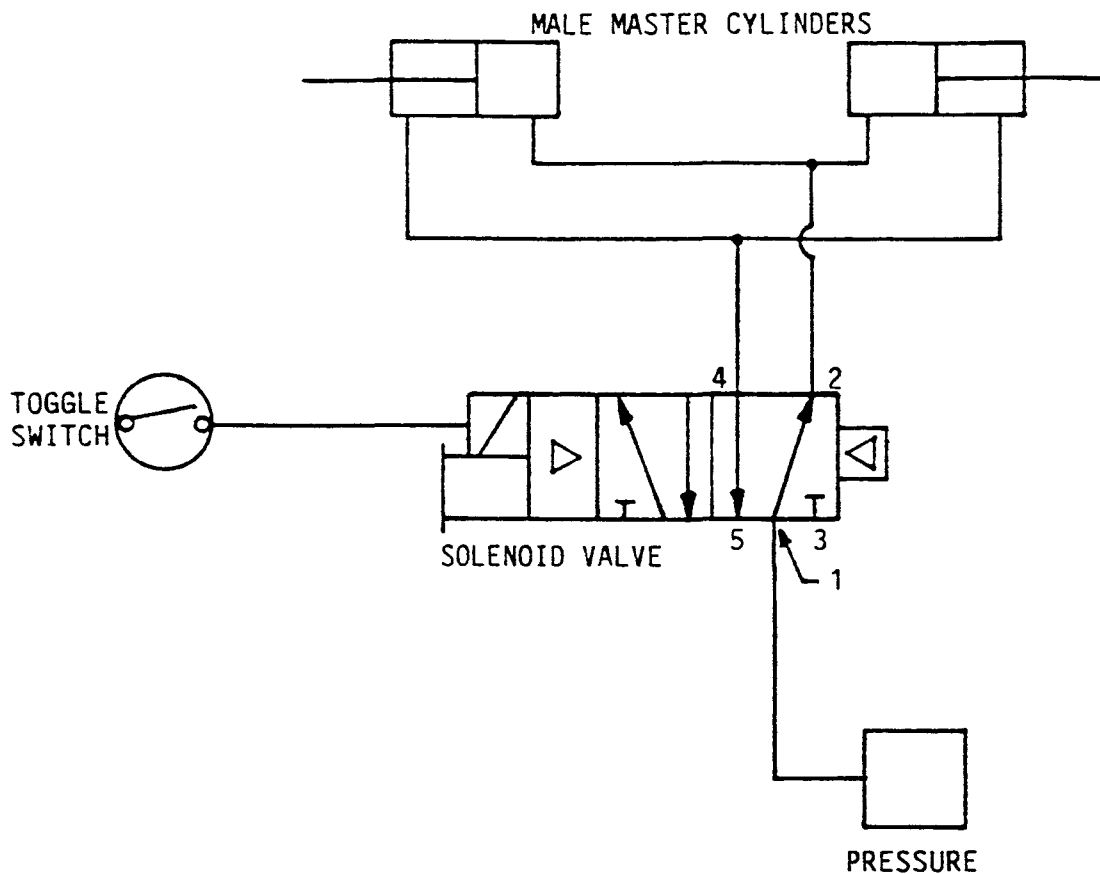 MALE MASTER CYLINDERS
TOGGLE
SWITCH
4
2
5
3
1
SOLENOID VALVE
PRESSURE